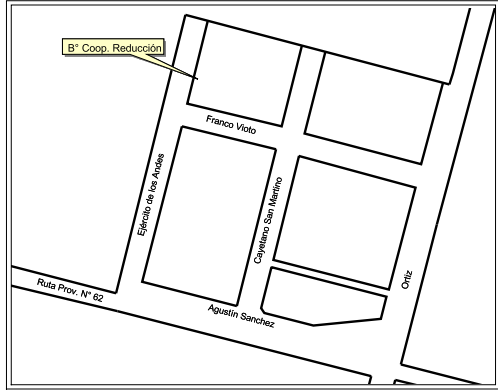 B° Coop. Reducción
Franco Vioto
Ejército de los Andes
Cayetano San Martino
Ortiz
Ruta Prov. N° 62
Agustín Sanchez